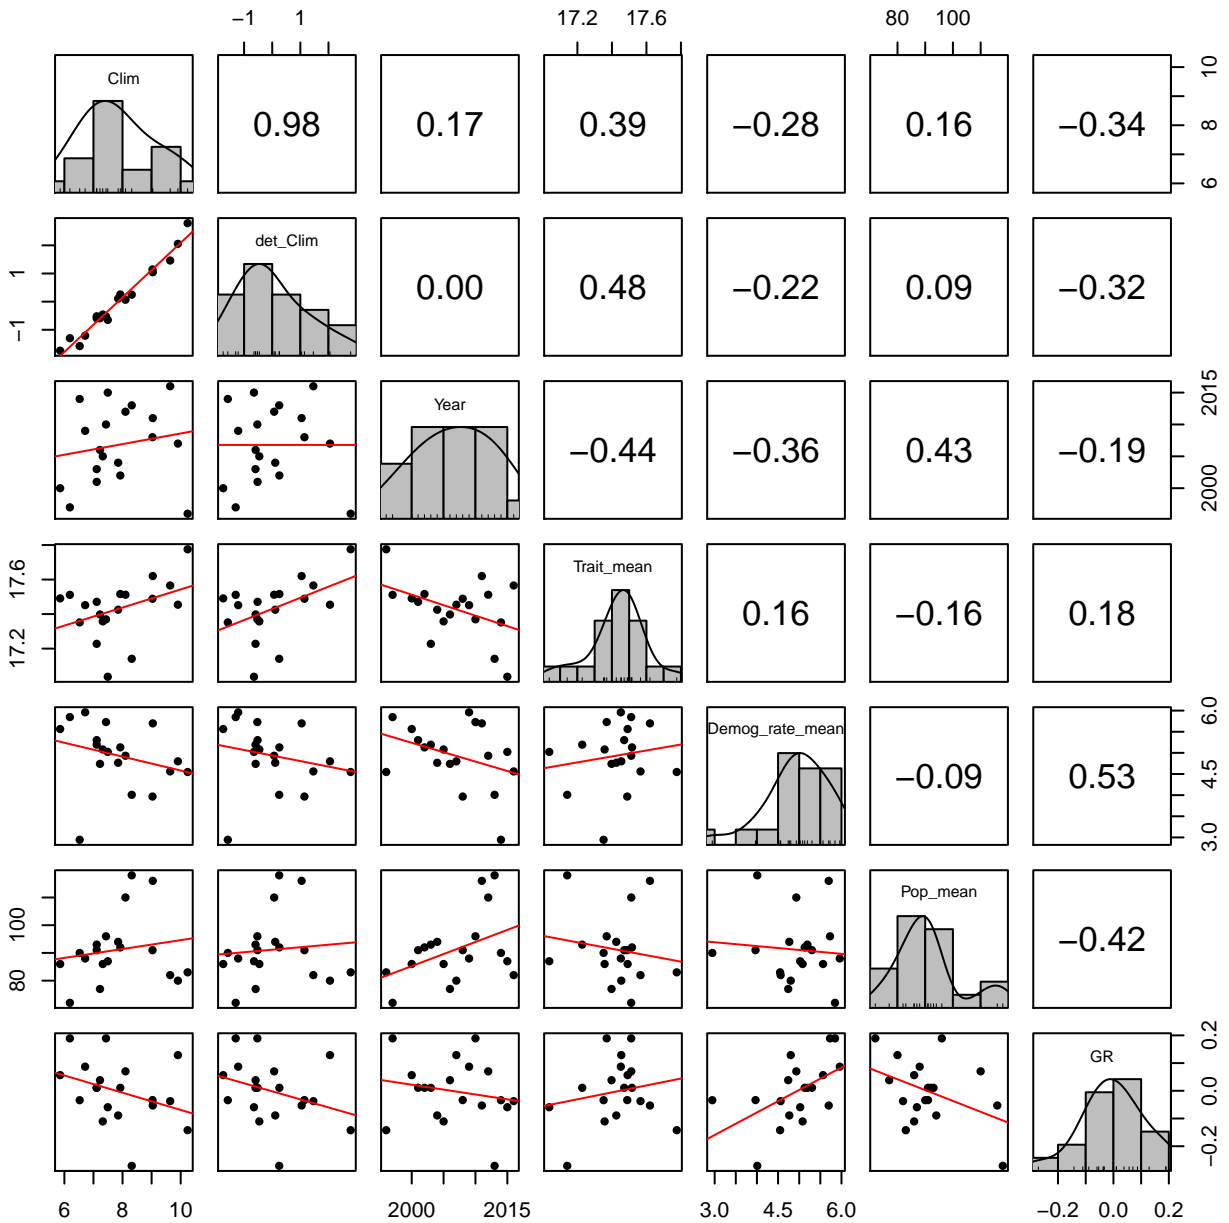 −1 1 17.2 17.6 80 100
Clim 0.98 0.17 0.39 −0.28 0.16 −0.34 10 8 6
1 −1 det_Clim 0.00 0.48 −0.22 0.09 −0.32
Year −0.44 −0.36 0.43 −0.19 2015 2000
17.6 17.2 Trait_mean 0.16 −0.16 0.18
Demog_rate_mean −0.09 0.53 6.0 4.5 3.0
100 80 Pop_mean −0.42
GR 0.2 0.0 −0.2
6 8 10 2000 2015 3.0 4.5 6.0 −0.2 0.0 0.2